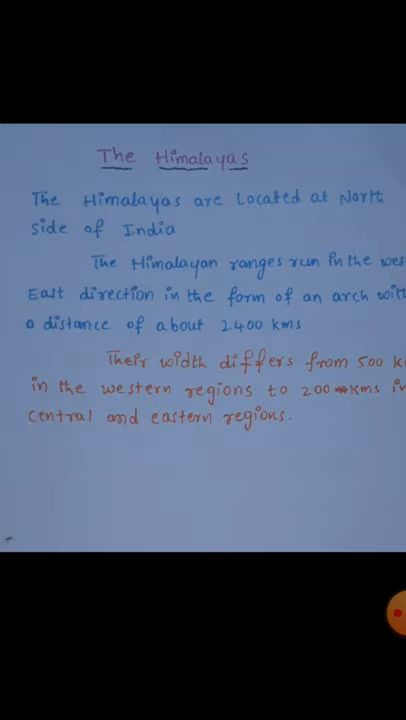 The Himalayas
The Himalayas are Located at North
side of India
The Himalayan ranges run in the
East direction in the form of an arch
a distance of about 2400 kms
Their width differs from 500
in the western regions to 200 kms in
central and eastern regions.